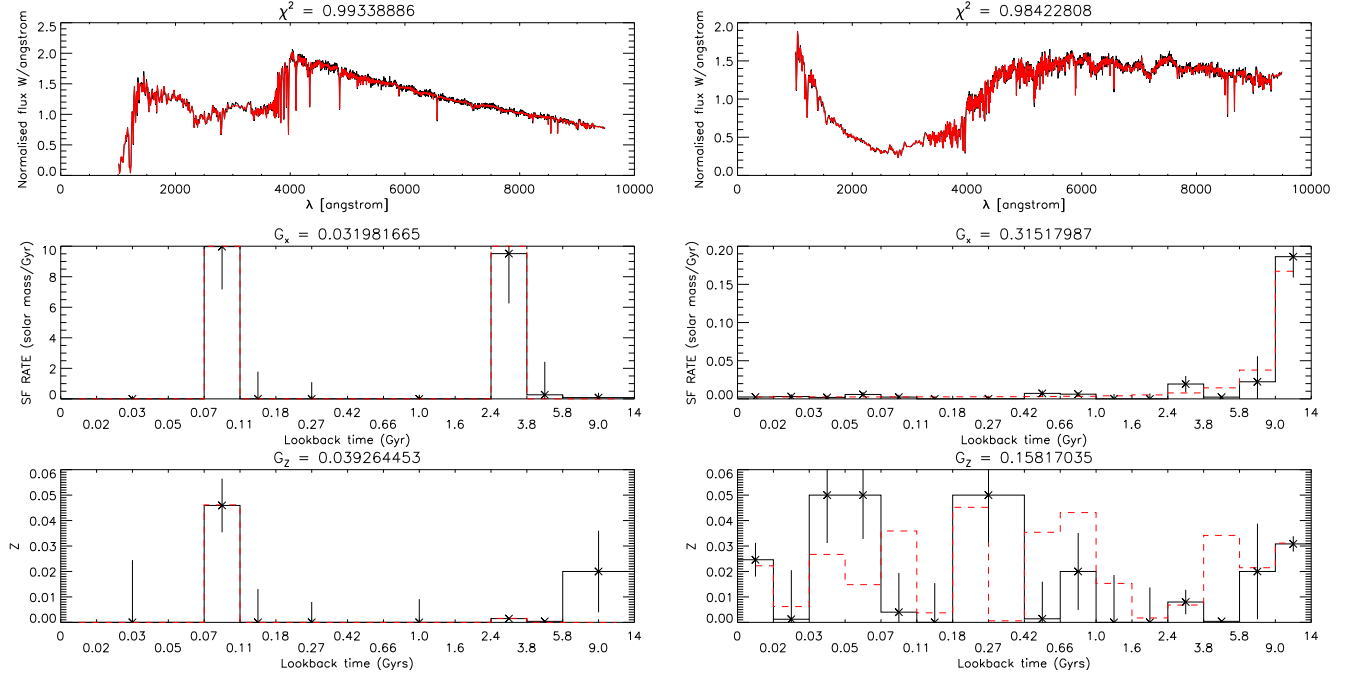 χ² = 0.99338886
Normalised flux W/angstrom
2.5
2.0
1.5
1.0
0.5
0.0
0 2000 4000 6000 8000 10000
λ [angstrom]
χ² = 0.98422808
Normalised flux W/angstrom
2.0
1.5
1.0
0.5
0.0
0 2000 4000 6000 8000 10000
λ [angstrom]
Gₓ = 0.031981665
SF RATE (solar mass/Gyr)
10
8
6
4
2
0
0 0.03 0.07 0.18 0.42 1.0 2.4 5.8 14
0.02 0.05 0.11 0.27 0.66 1.6 3.8 9.0
Lookback time (Gyr)
Gₓ = 0.31517987
SF RATE (solar mass/Gyr)
0.20
0.15
0.10
0.05
0.00
0 0.03 0.07 0.18 0.42 1.0 2.4 5.8 14
0.02 0.05 0.11 0.27 0.66 1.6 3.8 9.0
Lookback time (Gyr)
G_Z = 0.039264453
Z
0.06
0.05
0.04
0.03
0.02
0.01
0.00
0 0.03 0.07 0.18 0.42 1.0 2.4 5.8 14
0.02 0.05 0.11 0.27 0.66 1.6 3.8 9.0
Lookback time (Gyrs)
G_Z = 0.15817035
Z
0.06
0.05
0.04
0.03
0.02
0.01
0.00
0 0.03 0.07 0.18 0.42 1.0 2.4 5.8 14
0.02 0.05 0.11 0.27 0.66 1.6 3.8 9.0
Lookback time (Gyrs)